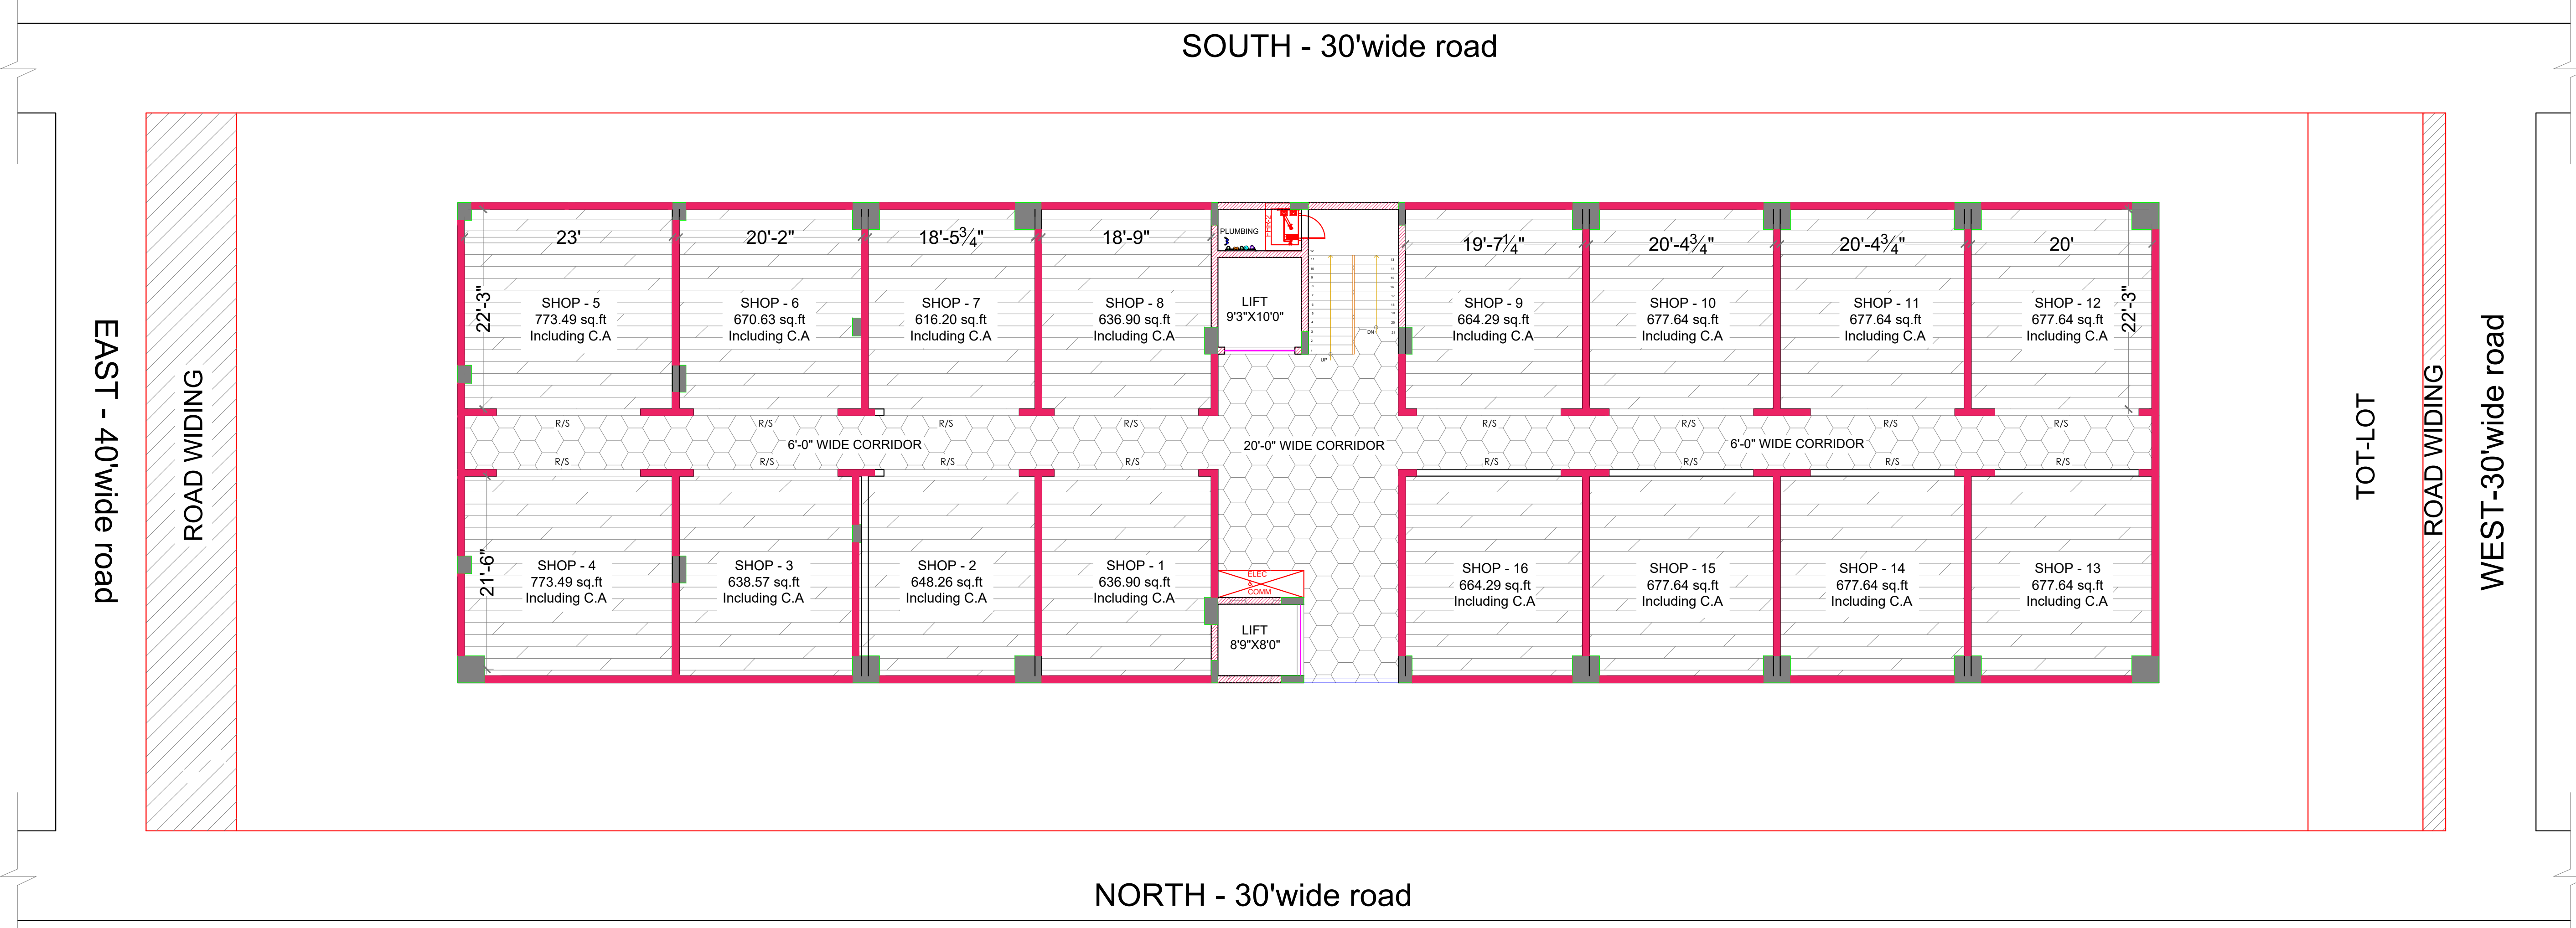 SOUTH - 30'wide road
23'
20'-2"
18'-5¾"
18'-9"
PLUMBING
FHR-2
19'-7¼"
20'-4¾"
20'-4¾"
20'
22'-3"
SHOP - 5
773.49 sq.ft
Including C.A
SHOP - 6
670.63 sq.ft
Including C.A
SHOP - 7
616.20 sq.ft
Including C.A
SHOP - 8
636.90 sq.ft
Including C.A
LIFT
9'3"X10'0"
UP
DN
SHOP - 9
664.29 sq.ft
Including C.A
SHOP - 10
677.64 sq.ft
Including C.A
SHOP - 11
677.64 sq.ft
Including C.A
SHOP - 12
677.64 sq.ft
Including C.A
22'-3"
EAST - 40'wide road
ROAD WIDING
R/S
R/S
R/S
R/S
R/S
R/S
R/S
R/S
6'-0" WIDE CORRIDOR
20'-0" WIDE CORRIDOR
6'-0" WIDE CORRIDOR
R/S
R/S
R/S
R/S
R/S
R/S
R/S
R/S
TOT-LOT
ROAD WIDING
WEST-30'wide road
21'-6"
SHOP - 4
773.49 sq.ft
Including C.A
SHOP - 3
638.57 sq.ft
Including C.A
SHOP - 2
648.26 sq.ft
Including C.A
SHOP - 1
636.90 sq.ft
Including C.A
ELEC
&
COMM
LIFT
8'9"X8'0"
SHOP - 16
664.29 sq.ft
Including C.A
SHOP - 15
677.64 sq.ft
Including C.A
SHOP - 14
677.64 sq.ft
Including C.A
SHOP - 13
677.64 sq.ft
Including C.A
NORTH - 30'wide road